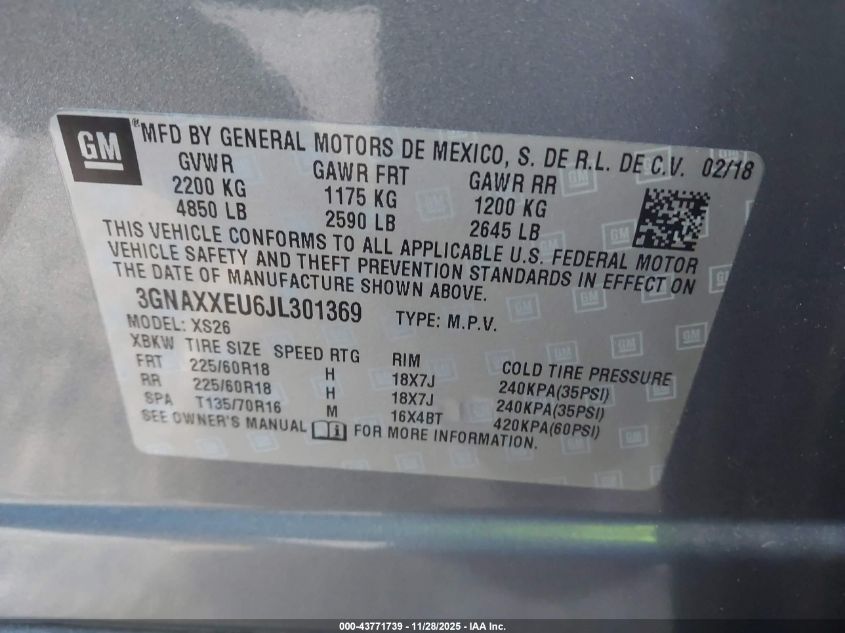 GM ® MFD BY GENERAL MOTORS DE MEXICO, S. DE R.L. DE C.V. 02/18
GVWR GAWR FRT GAWR RR
2200 KG 1175 KG 1200 KG
4850 LB 2590 LB 2645 LB
THIS VEHICLE CONFORMS TO ALL APPLICABLE U.S. FEDERAL MOTOR
VEHICLE SAFETY AND THEFT PREVENTION STANDARDS IN EFFECT ON
THE DATE OF MANUFACTURE SHOWN ABOVE.
3GNAXXEU6JL301369 TYPE: M.P.V.
MODEL: XS26
XBKW TIRE SIZE SPEED RTG RIM COLD TIRE PRESSURE
FRT 225/60R18 H 18X7J 240KPA(35PSI)
RR 225/60R18 H 18X7J 240KPA(35PSI)
SPA T135/70R16 M 16X4BT 420KPA(60PSI)
SEE OWNER'S MANUAL FOR MORE INFORMATION.
000-43771739 - 11/28/2025 - IAA Inc.